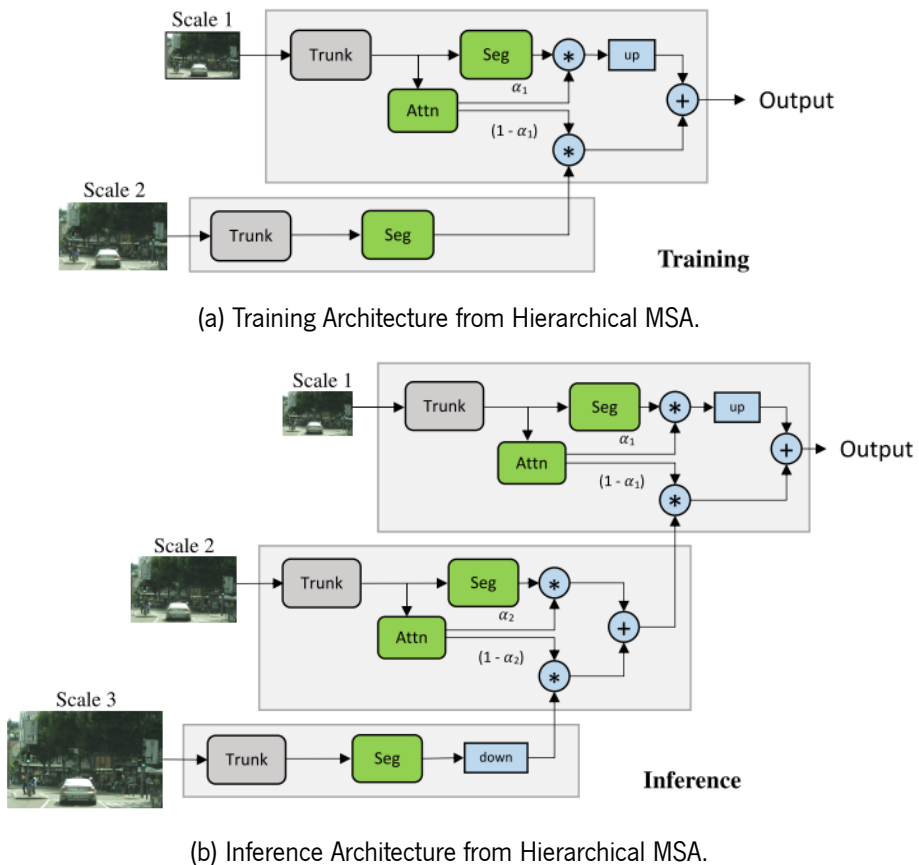 Scale 1
Trunk
Seg
*
up
α₁
Attn
+
Output
(1 - α₁)
*
Scale 2
Trunk
Seg
Training
(a) Training Architecture from Hierarchical MSA.
Scale 1
Trunk
Seg
*
up
α₁
Attn
+
Output
(1 - α₁)
*
Scale 2
Trunk
Seg
*
α₂
Attn
+
(1 - α₂)
*
Scale 3
Trunk
Seg
down
Inference
(b) Inference Architecture from Hierarchical MSA.